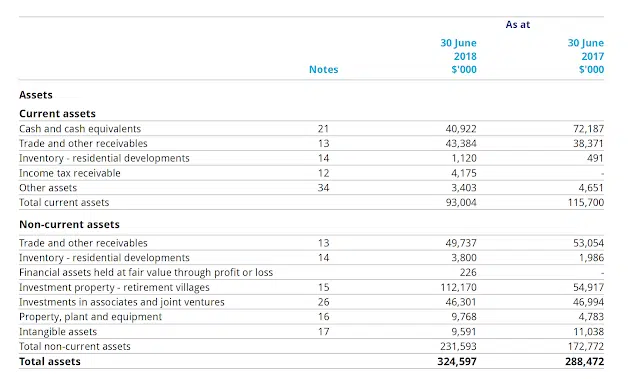 As at
30 June 30 June
2018 2017
Notes $'000 $'000
Assets
Current assets
Cash and cash equivalents 21 40,922 72,187
Trade and other receivables 13 43,384 38,371
Inventory - residential developments 14 1,120 491
Income tax receivable 12 4,175 -
Other assets 34 3,403 4,651
Total current assets 93,004 115,700
Non-current assets
Trade and other receivables 13 49,737 53,054
Inventory - residential developments 14 3,800 1,986
Financial assets held at fair value through profit or loss 226 -
Investment property - retirement villages 15 112,170 54,917
Investments in associates and joint ventures 26 46,301 46,994
Property, plant and equipment 16 9,768 4,783
Intangible assets 17 9,591 11,038
Total non-current assets 231,593 172,772
Total assets 324,597 288,472